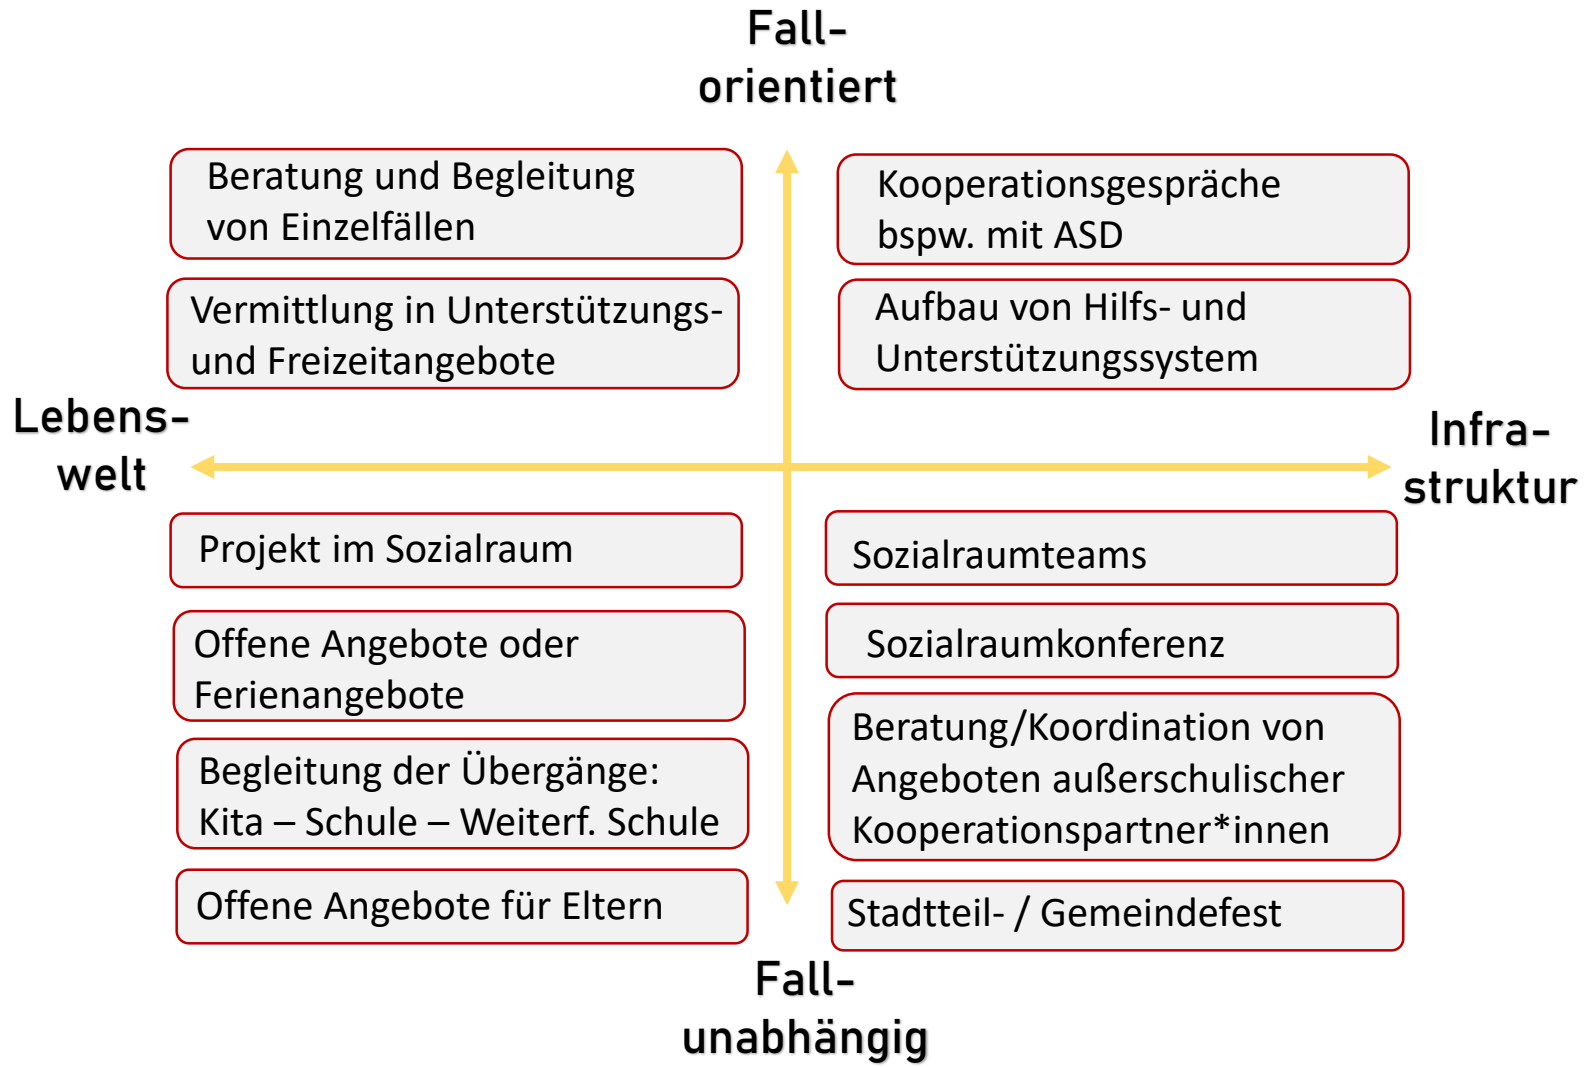 Fall-
orientiert
Beratung und Begleitung
von Einzelfällen
Vermittlung in Unterstützungs-
und Freizeitangebote
Kooperationsgespräche
bspw. mit ASD
Aufbau von Hilfs- und
Unterstützungssystem
Lebens-
welt
Infra-
struktur
Projekt im Sozialraum
Offene Angebote oder
Ferienangebote
Begleitung der Übergänge:
Kita – Schule – Weiterf. Schule
Offene Angebote für Eltern
Sozialraumteams
Sozialraumkonferenz
Beratung/Koordination von
Angeboten außerschulischer
Kooperationspartner*innen
Stadtteil- / Gemeindefest
Fall-
unabhängig